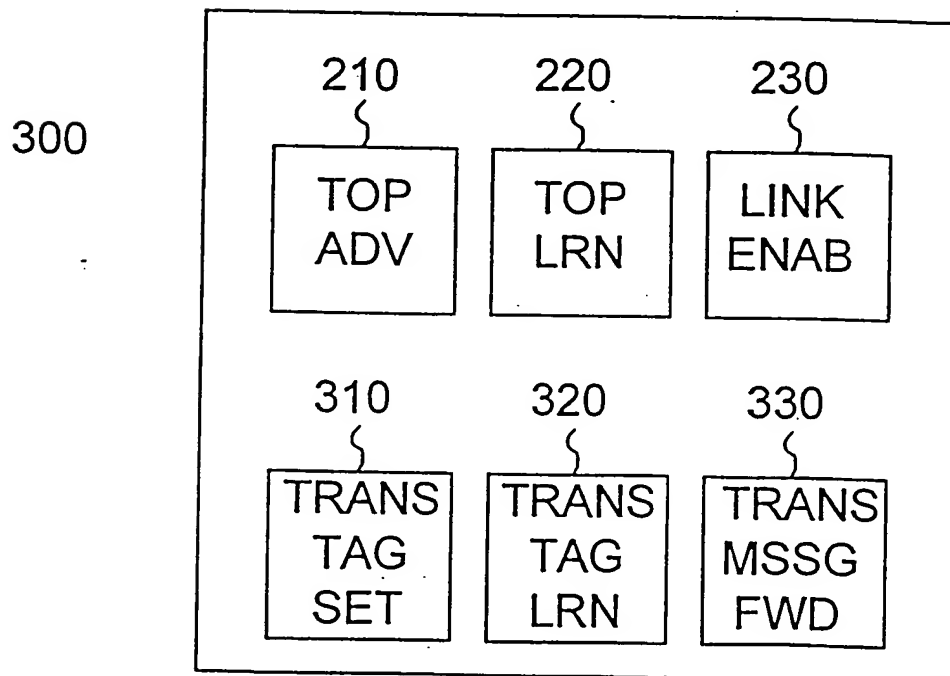 210 220 230
300
TOP TOP LINK
ADV LRN ENAB
310 320 330
TRANS TRANS TRANS
TAG TAG MSSG
SET LRN FWD